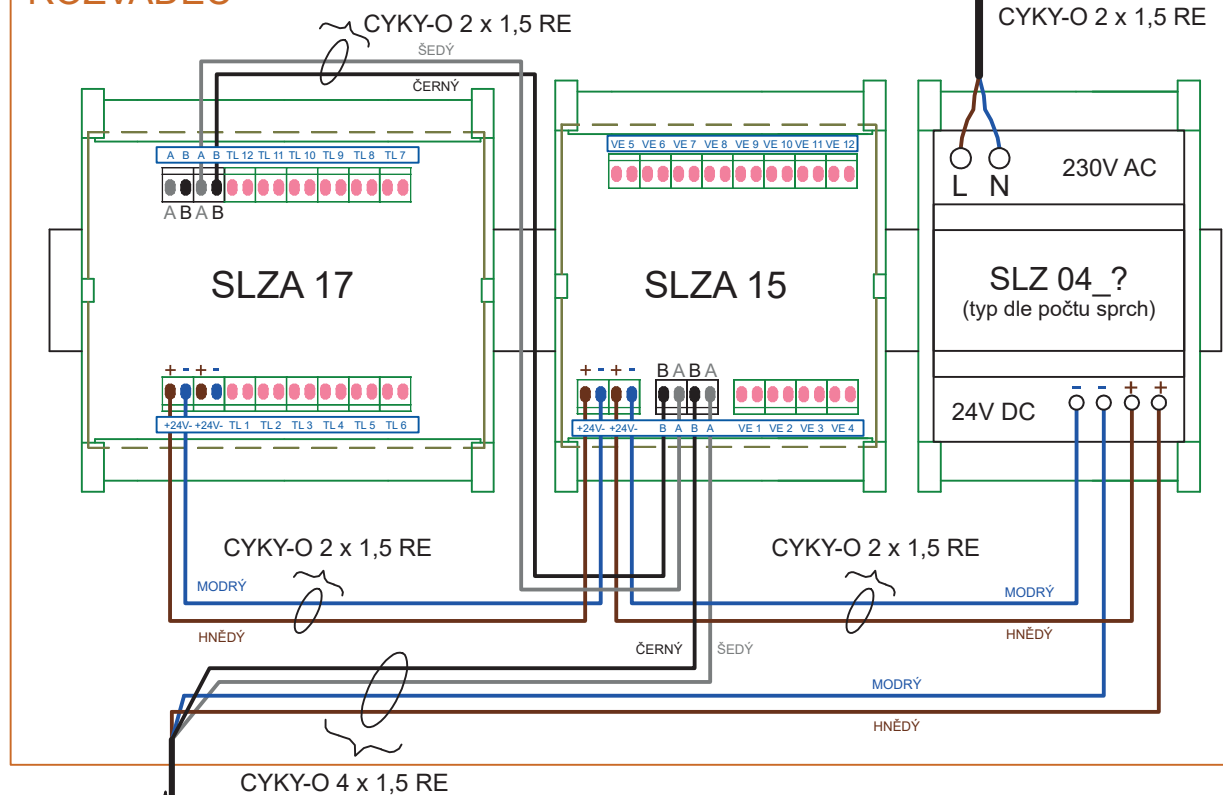 ROZVADĚČ
CYKY-O 2 x 1,5 RE
CYKY-O 2 x 1,5 RE
ŠEDÝ
ČERNÝ
A B A B TL 12 TL 11 TL 10 TL 9 TL 8 TL 7
A B A B
SLZA 17
+ - + -
+24V- +24V- TL 1 TL 2 TL 3 TL 4 TL 5 TL 6
VE 5 VE 6 VE 7 VE 8 VE 9 VE 10 VE 11 VE 12
SLZA 15
+ - + - B A B A
+24V- +24V- B A B A VE 1 VE 2 VE 3 VE 4
L N
230V AC
SLZ 04_?
(typ dle počtu sprch)
24V DC
- - + +
CYKY-O 2 x 1,5 RE
CYKY-O 2 x 1,5 RE
MODRÝ
MODRÝ
HNĚDÝ
HNĚDÝ
ČERNÝ
ŠEDÝ
MODRÝ
HNĚDÝ
CYKY-O 4 x 1,5 RE